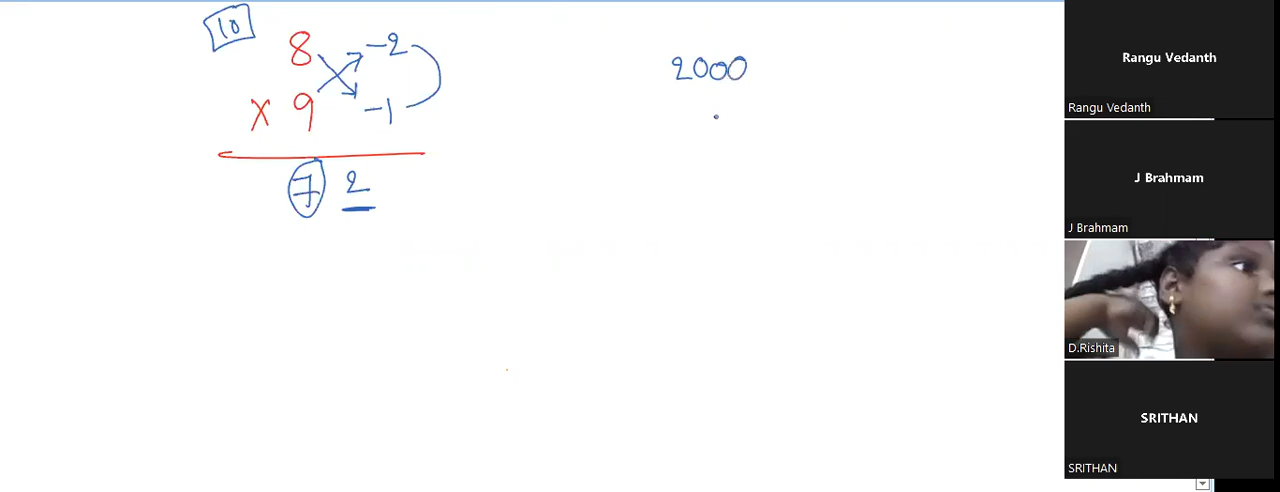 10
8 -2
x 9 -1
7 2
2000
Rangu Vedanth
Rangu Vedanth
J Brahmam
J Brahmam
D.Rishita
SRITHAN
SRITHAN